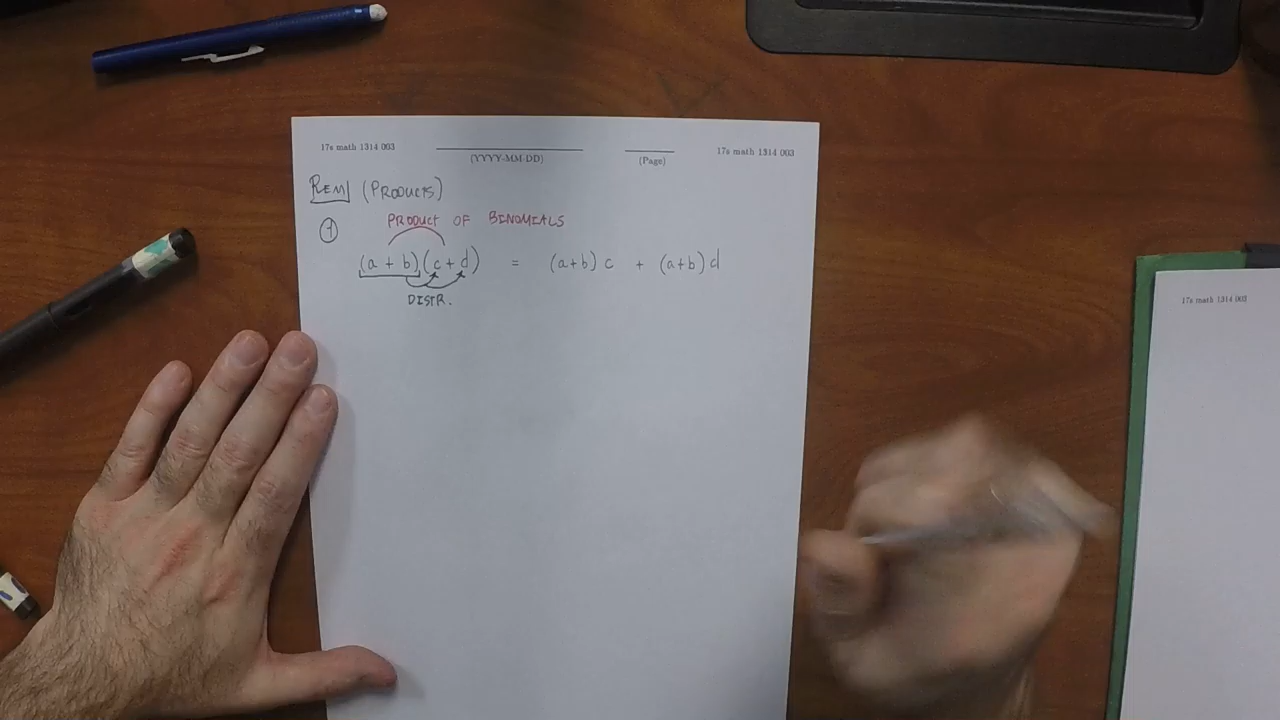 17s math 1314 003 (YYYY-MM-DD) (Page) 17s math 1314 003
REM (PRODUCTS)
PRODUCT OF BINOMIALS
1
(a + b)(c + d) = (a+b) c + (a+b) d
DISTR.
17s math 1314 003